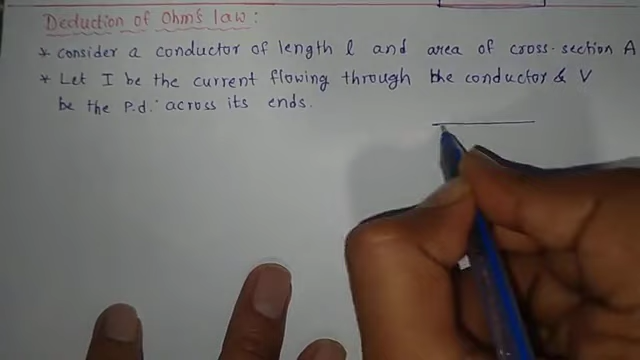 Deduction of Ohm's law :
* Consider a conductor of length l and area of cross-section A
* Let I be the current flowing through the conductor & V
be the P.d. across its ends.